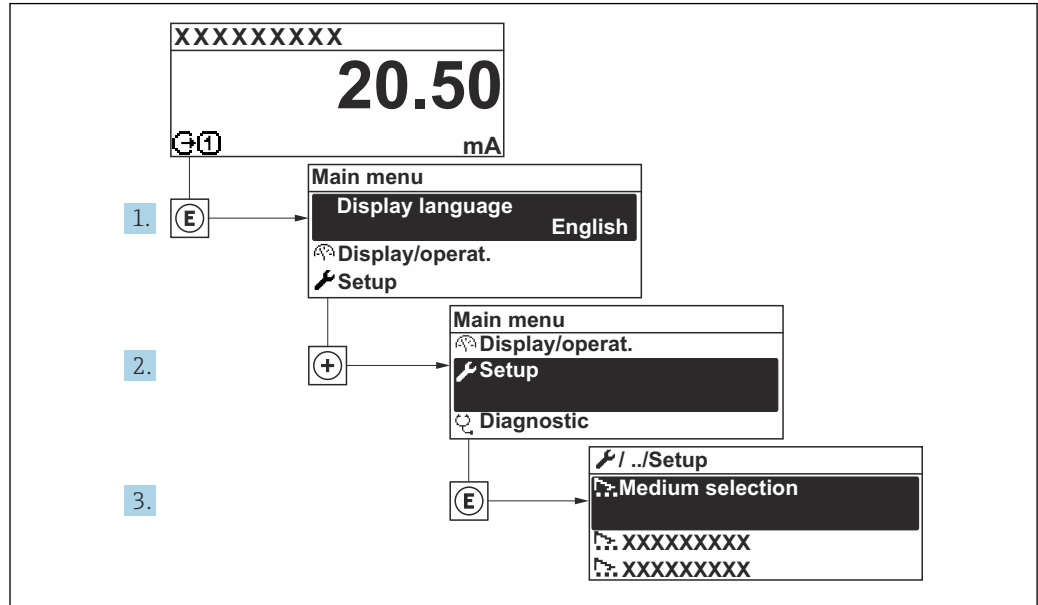 XXXXXXXXX
20.50
1 mA
Main menu
1. E Display language
English
Display/operat.
Setup
Main menu
Display/operat.
2. + Setup
Diagnostic
/ ../Setup
3. E Medium selection
XXXXXXXXX
XXXXXXXXX